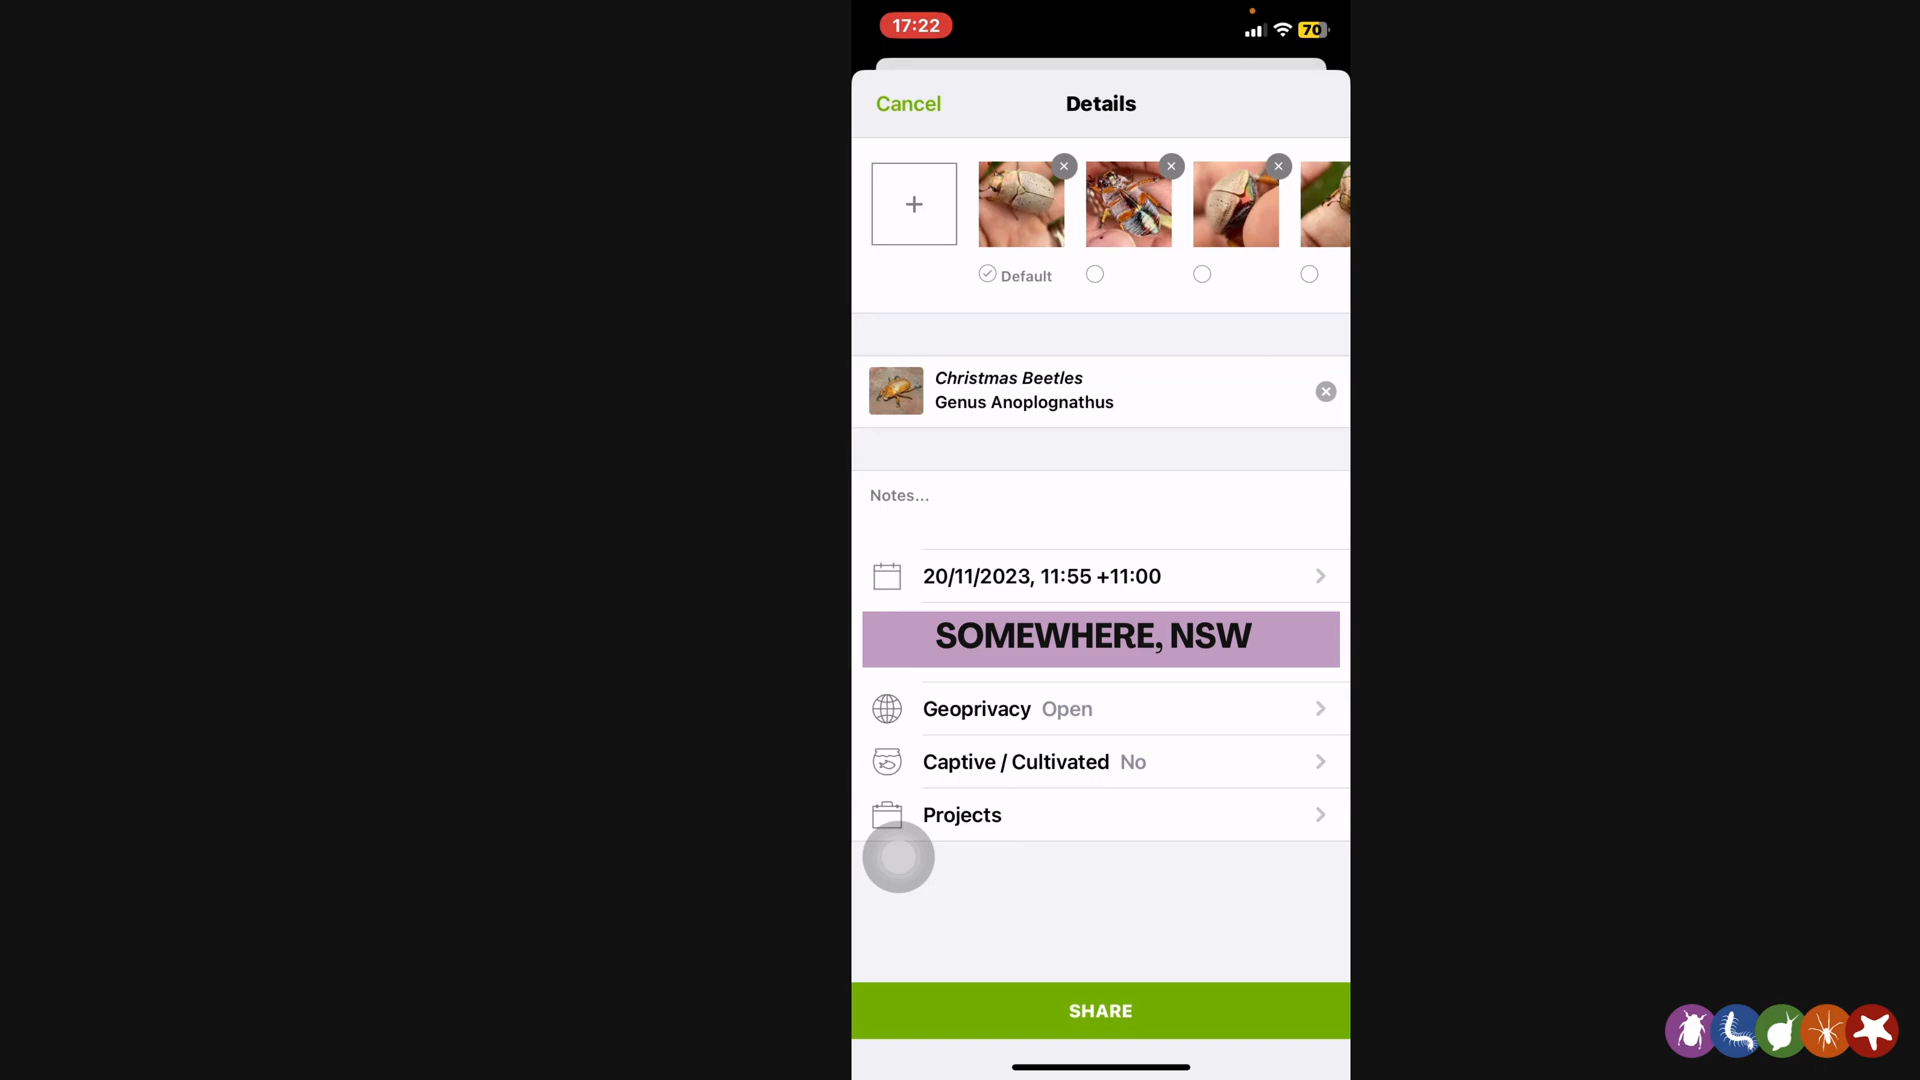 17:22
70
Cancel
Details
Default
Christmas Beetles
Genus Anoplognathus
Notes...
20/11/2023, 11:55 +11:00
SOMEWHERE, NSW
Geoprivacy Open
Captive / Cultivated No
Projects
SHARE